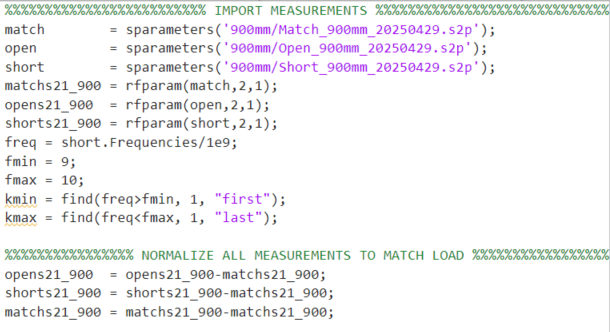 %%%%%%%%%%%%%%%%%%%%%%%%% IMPORT MEASUREMENTS %%%%%%%%%%%%%%%%%%%%%%%%%%%%%
match        = sparameters('900mm/Match_900mm_20250429.s2p');
open         = sparameters('900mm/Open_900mm_20250429.s2p');
short        = sparameters('900mm/Short_900mm_20250429.s2p');
matchs21_900 = rfparam(match,2,1);
opens21_900  = rfparam(open,2,1);
shorts21_900 = rfparam(short,2,1);
freq = short.Frequencies/1e9;
fmin = 9;
fmax = 10;
kmin = find(freq>fmin, 1, "first");
kmax = find(freq<fmax, 1, "last");
%%%%%%%%%%%%%%%% NORMALIZE ALL MEASUREMENTS TO MATCH LOAD %%%%%%%%%%%%%%%%%
opens21_900  = opens21_900-matchs21_900;
shorts21_900 = shorts21_900-matchs21_900;
matchs21_900 = matchs21_900-matchs21_900;